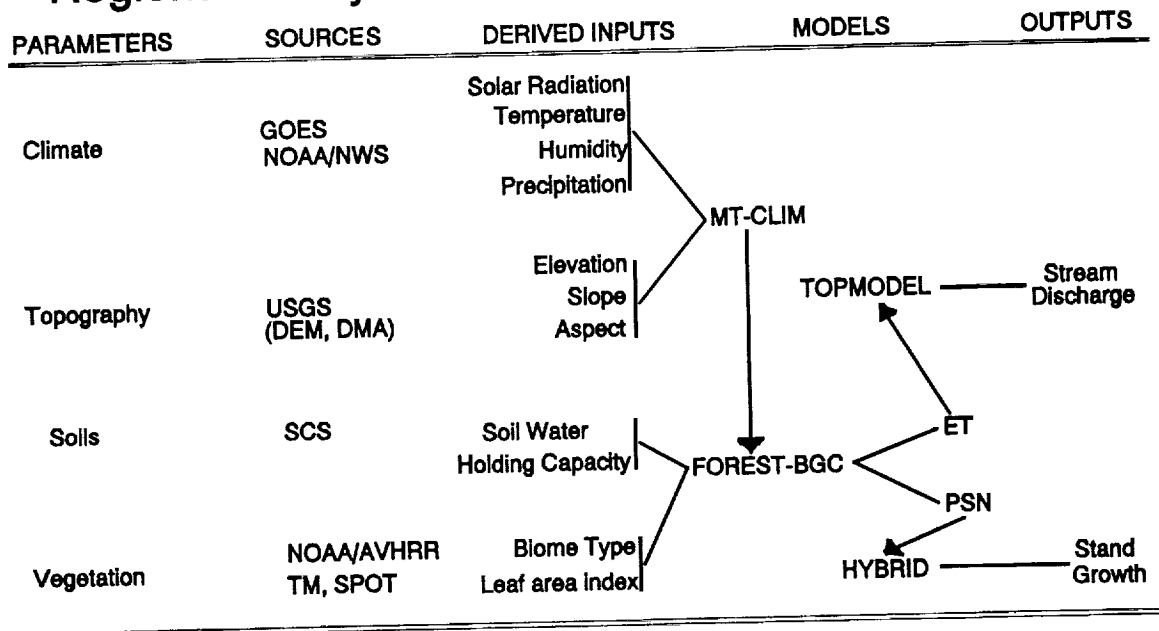 PARAMETERS SOURCES DERIVED INPUTS MODELS OUTPUTS
Solar Radiation
Temperature
Humidity
Precipitation
Climate
GOES
NOAA/NWS
MT-CLIM
Elevation
Slope
Aspect
Topography
USGS
(DEM, DMA)
TOPMODEL
Stream
Discharge
Soils
SCS
Soil Water
Holding Capacity
FOREST-BGC
ET
PSN
Vegetation
NOAA/AVHRR
TM, SPOT
Biome Type
Leaf area index
HYBRID
Stand
Growth